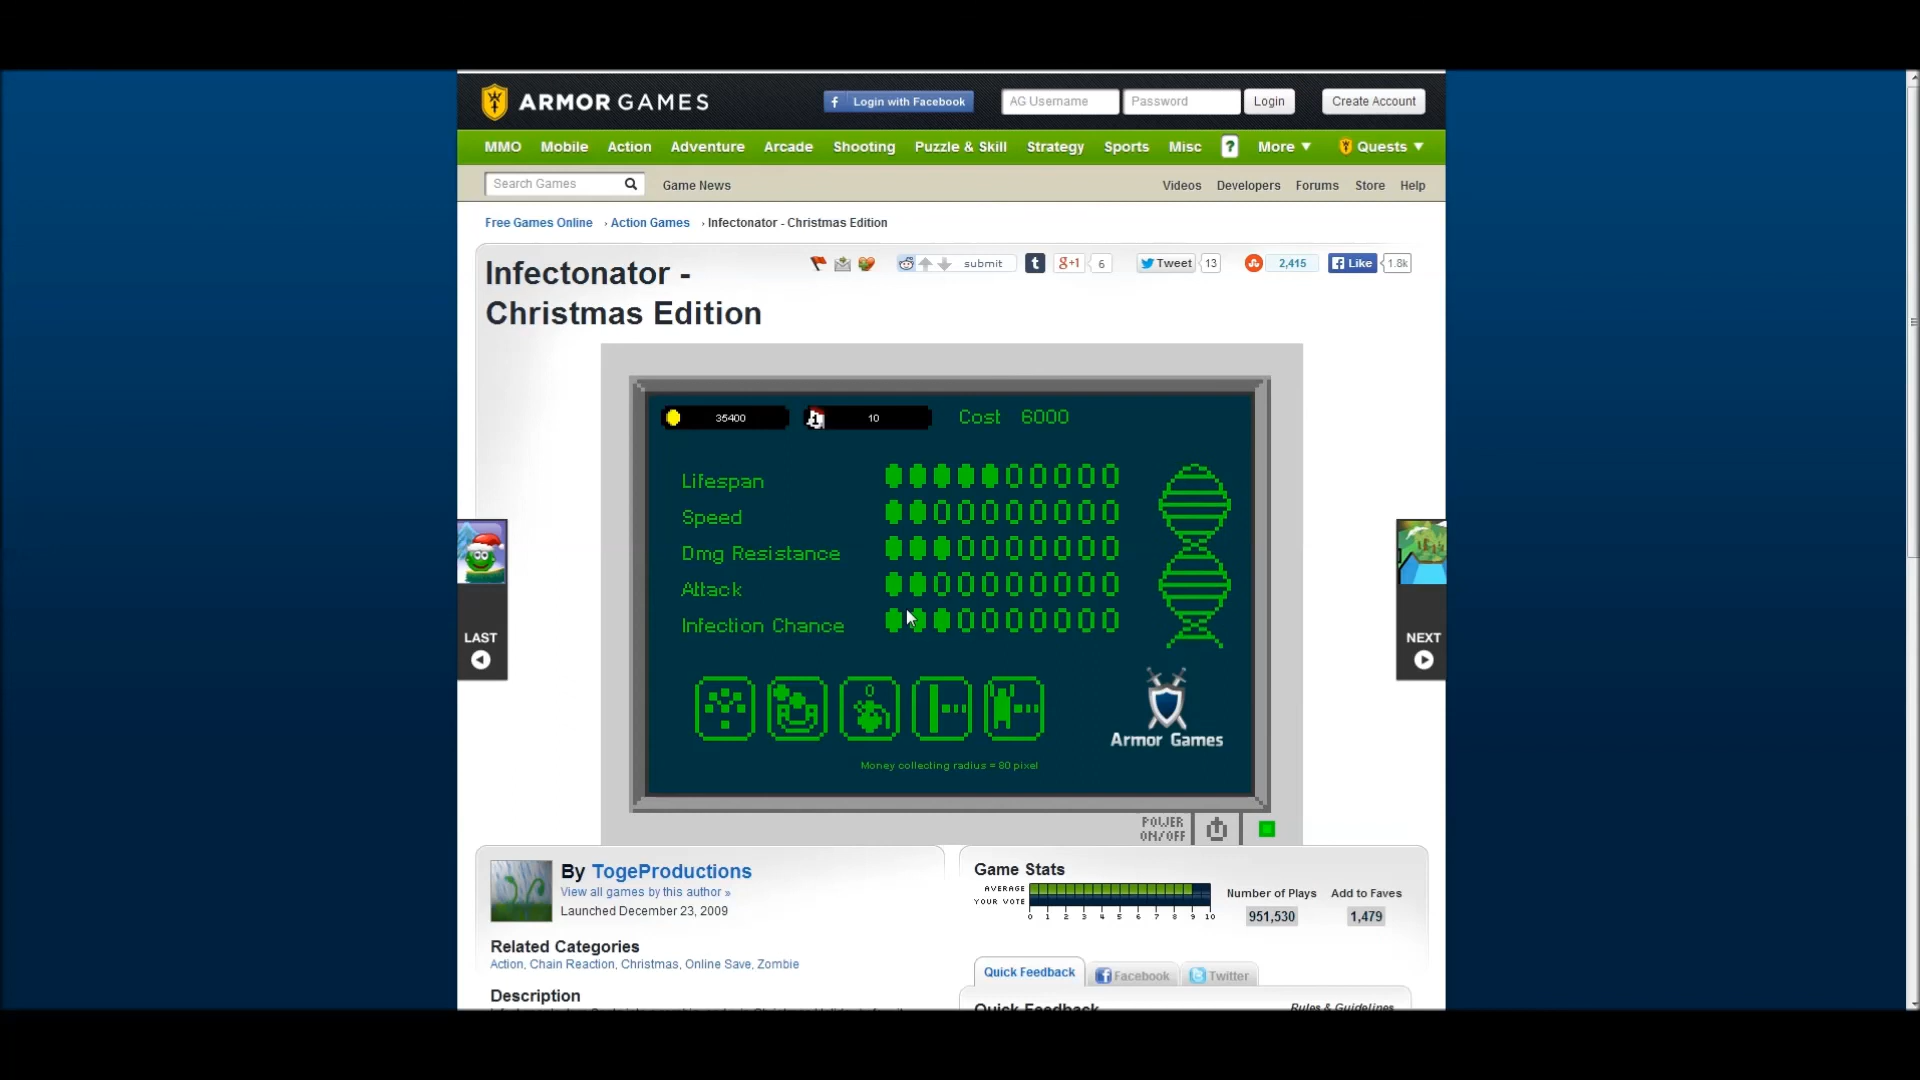 ARMOR GAMES
Login with Facebook
AG Username
Password
Login
Create Account
MMO Mobile Action Adventure Arcade Shooting Puzzle & Skill Strategy Sports Misc ? More Quests
Search Games
Game News
Videos Developers Forums Store Help
Free Games Online › Action Games › Infectonator - Christmas Edition
Infectonator -
Christmas Edition
submit
t
g+1 6
Tweet 13
2,415
Like 1.8k
35400
10
Cost 6000
Lifespan
Speed
Dmg Resistance
Attack
Infection Chance
LAST
NEXT
Armor Games
Money collecting radius = 80 pixel
POWER
ON/OFF
By TogeProductions
View all games by this author »
Launched December 23, 2009
Related Categories
Action, Chain Reaction, Christmas, Online Save, Zombie
Description
Game Stats
AVERAGE
YOUR VOTE
0 1 2 3 4 5 6 7 8 9 10
Number of Plays
951,530
Add to Faves
1,479
Quick Feedback
Facebook
Twitter
Quick Feedback
Rules & Guidelines